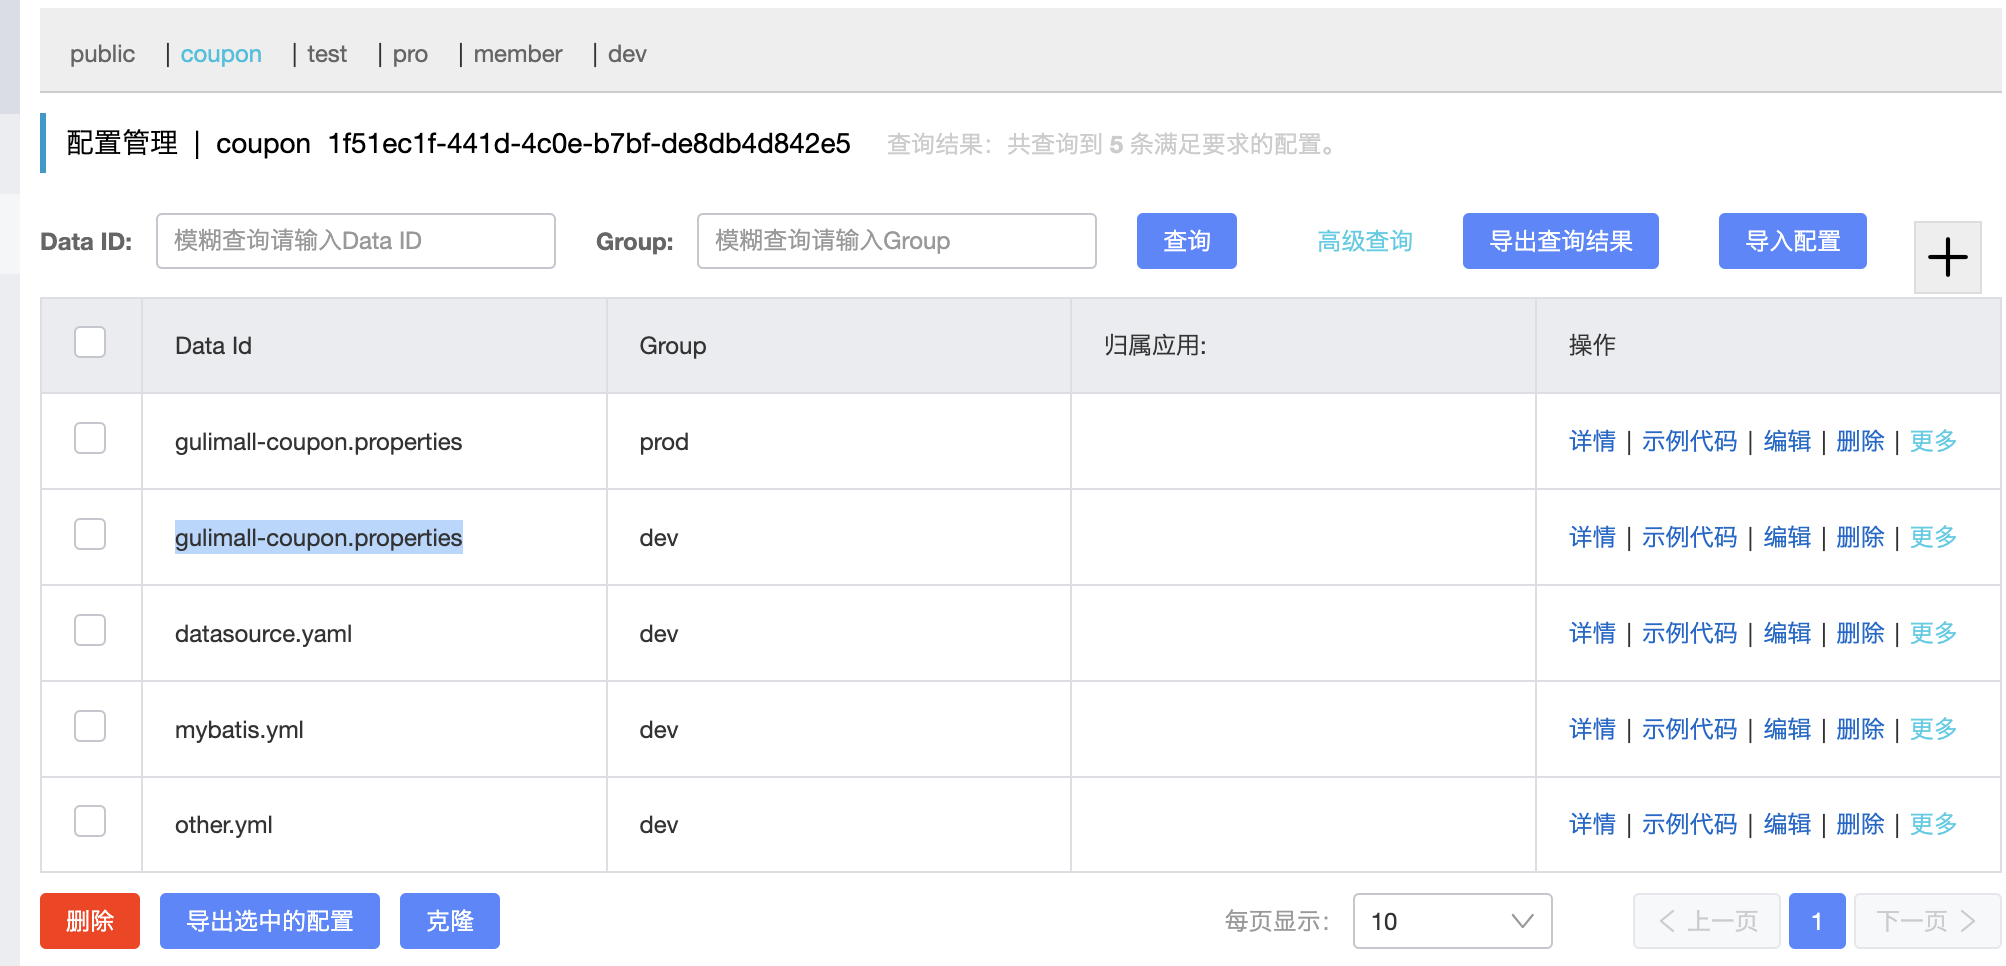 public | coupon | test | pro | member | dev
配置管理 | coupon 1f51ec1f-441d-4c0e-b7bf-de8db4d842e5 查询结果：共查询到 5 条满足要求的配置。
Data ID: 模糊查询请输入Data ID Group: 模糊查询请输入Group 查询 高级查询 导出查询结果 导入配置 +
Data Id Group 归属应用: 操作
gulimall-coupon.properties prod 详情 | 示例代码 | 编辑 | 删除 | 更多
gulimall-coupon.properties dev 详情 | 示例代码 | 编辑 | 删除 | 更多
datasource.yaml dev 详情 | 示例代码 | 编辑 | 删除 | 更多
mybatis.yml dev 详情 | 示例代码 | 编辑 | 删除 | 更多
other.yml dev 详情 | 示例代码 | 编辑 | 删除 | 更多
删除 导出选中的配置 克隆 每页显示： 10 上一页 1 下一页